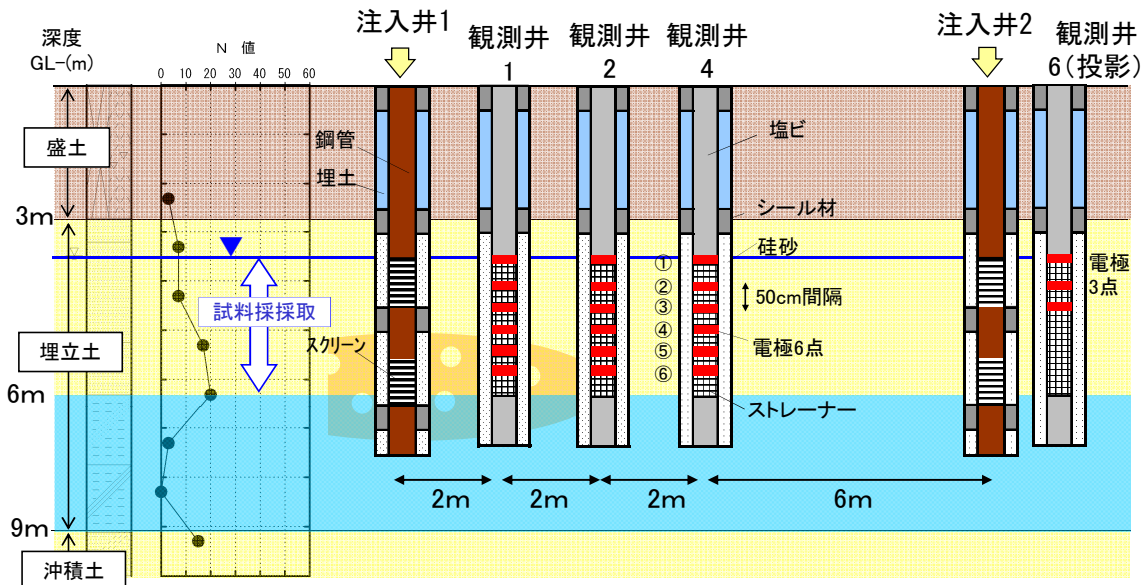 深度
GL-(m)
N 値
0 10 20 30 40 50 60
注入井1
観測井
1
観測井
2
観測井
4
注入井2
観測井
6(投影)
盛土
鋼管
埋土
塩ビ
3m
シール材
硅砂
①
②
③
④
⑤
⑥
50cm間隔
電極
3点
試料採採取
埋立土
スクリーン
電極6点
6m
ストレーナー
2m
2m
2m
6m
9m
沖積土